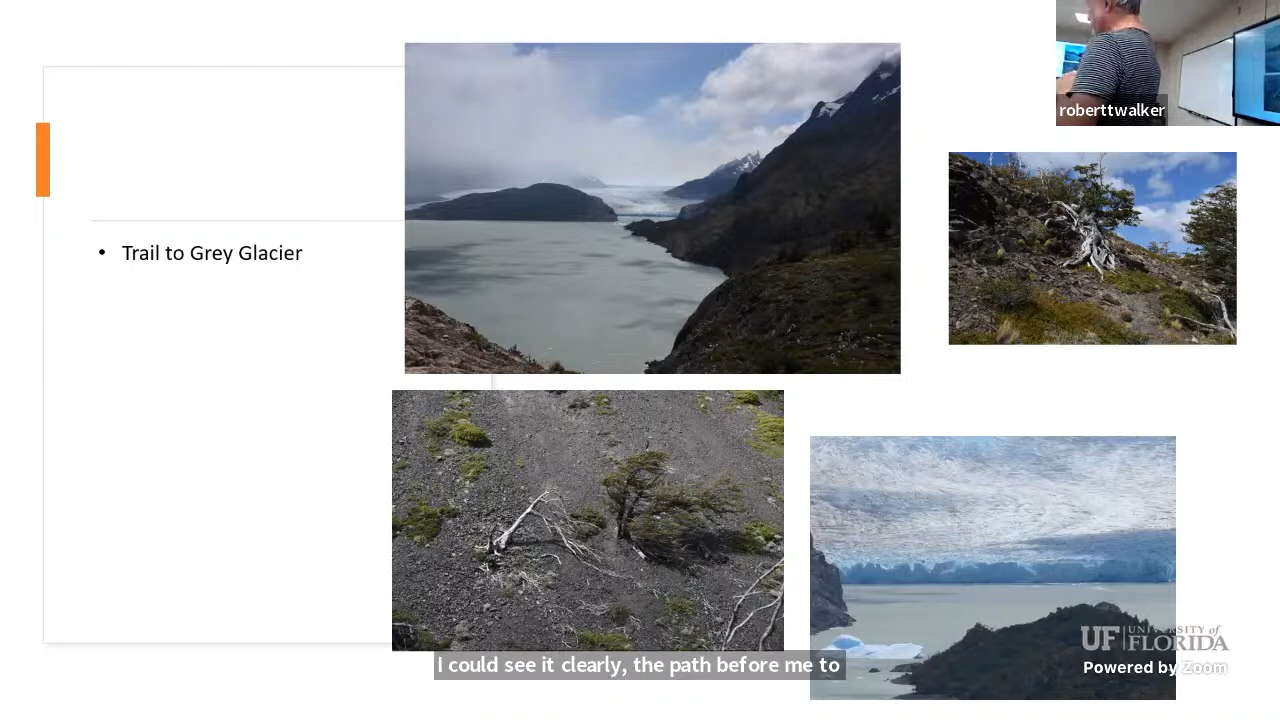 roberttwalker
• Trail to Grey Glacier
I could see it clearly, the path before me to
UF UNIVERSITY of
FLORIDA
Powered by Zoom